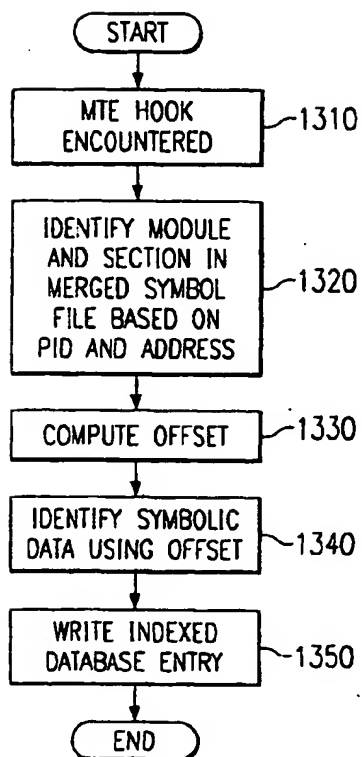 START
MTE HOOK
ENCOUNTERED
1310
IDENTIFY MODULE
AND SECTION IN
MERGED SYMBOL
FILE BASED ON
PID AND ADDRESS
1320
COMPUTE OFFSET
1330
IDENTIFY SYMBOLIC
DATA USING OFFSET
1340
WRITE INDEXED
DATABASE ENTRY
1350
END